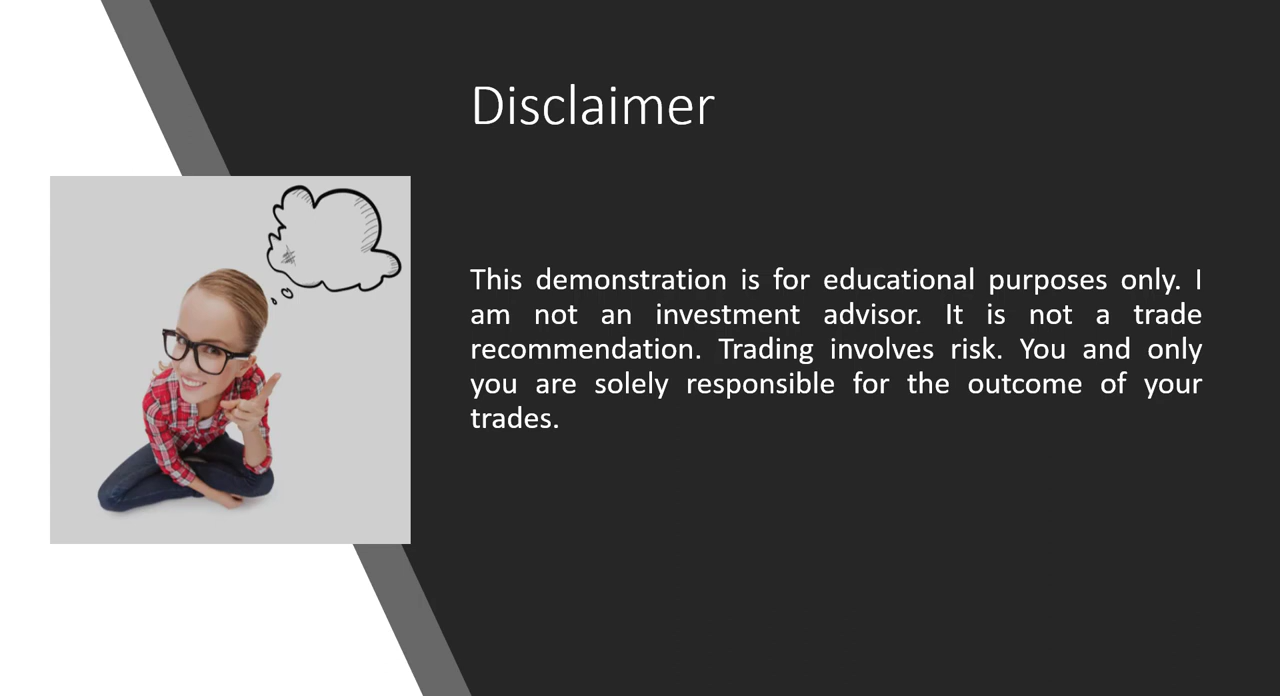 Disclaimer
This demonstration is for educational purposes only. I
am not an investment advisor. It is not a trade
recommendation. Trading involves risk. You and only
you are solely responsible for the outcome of your
trades.